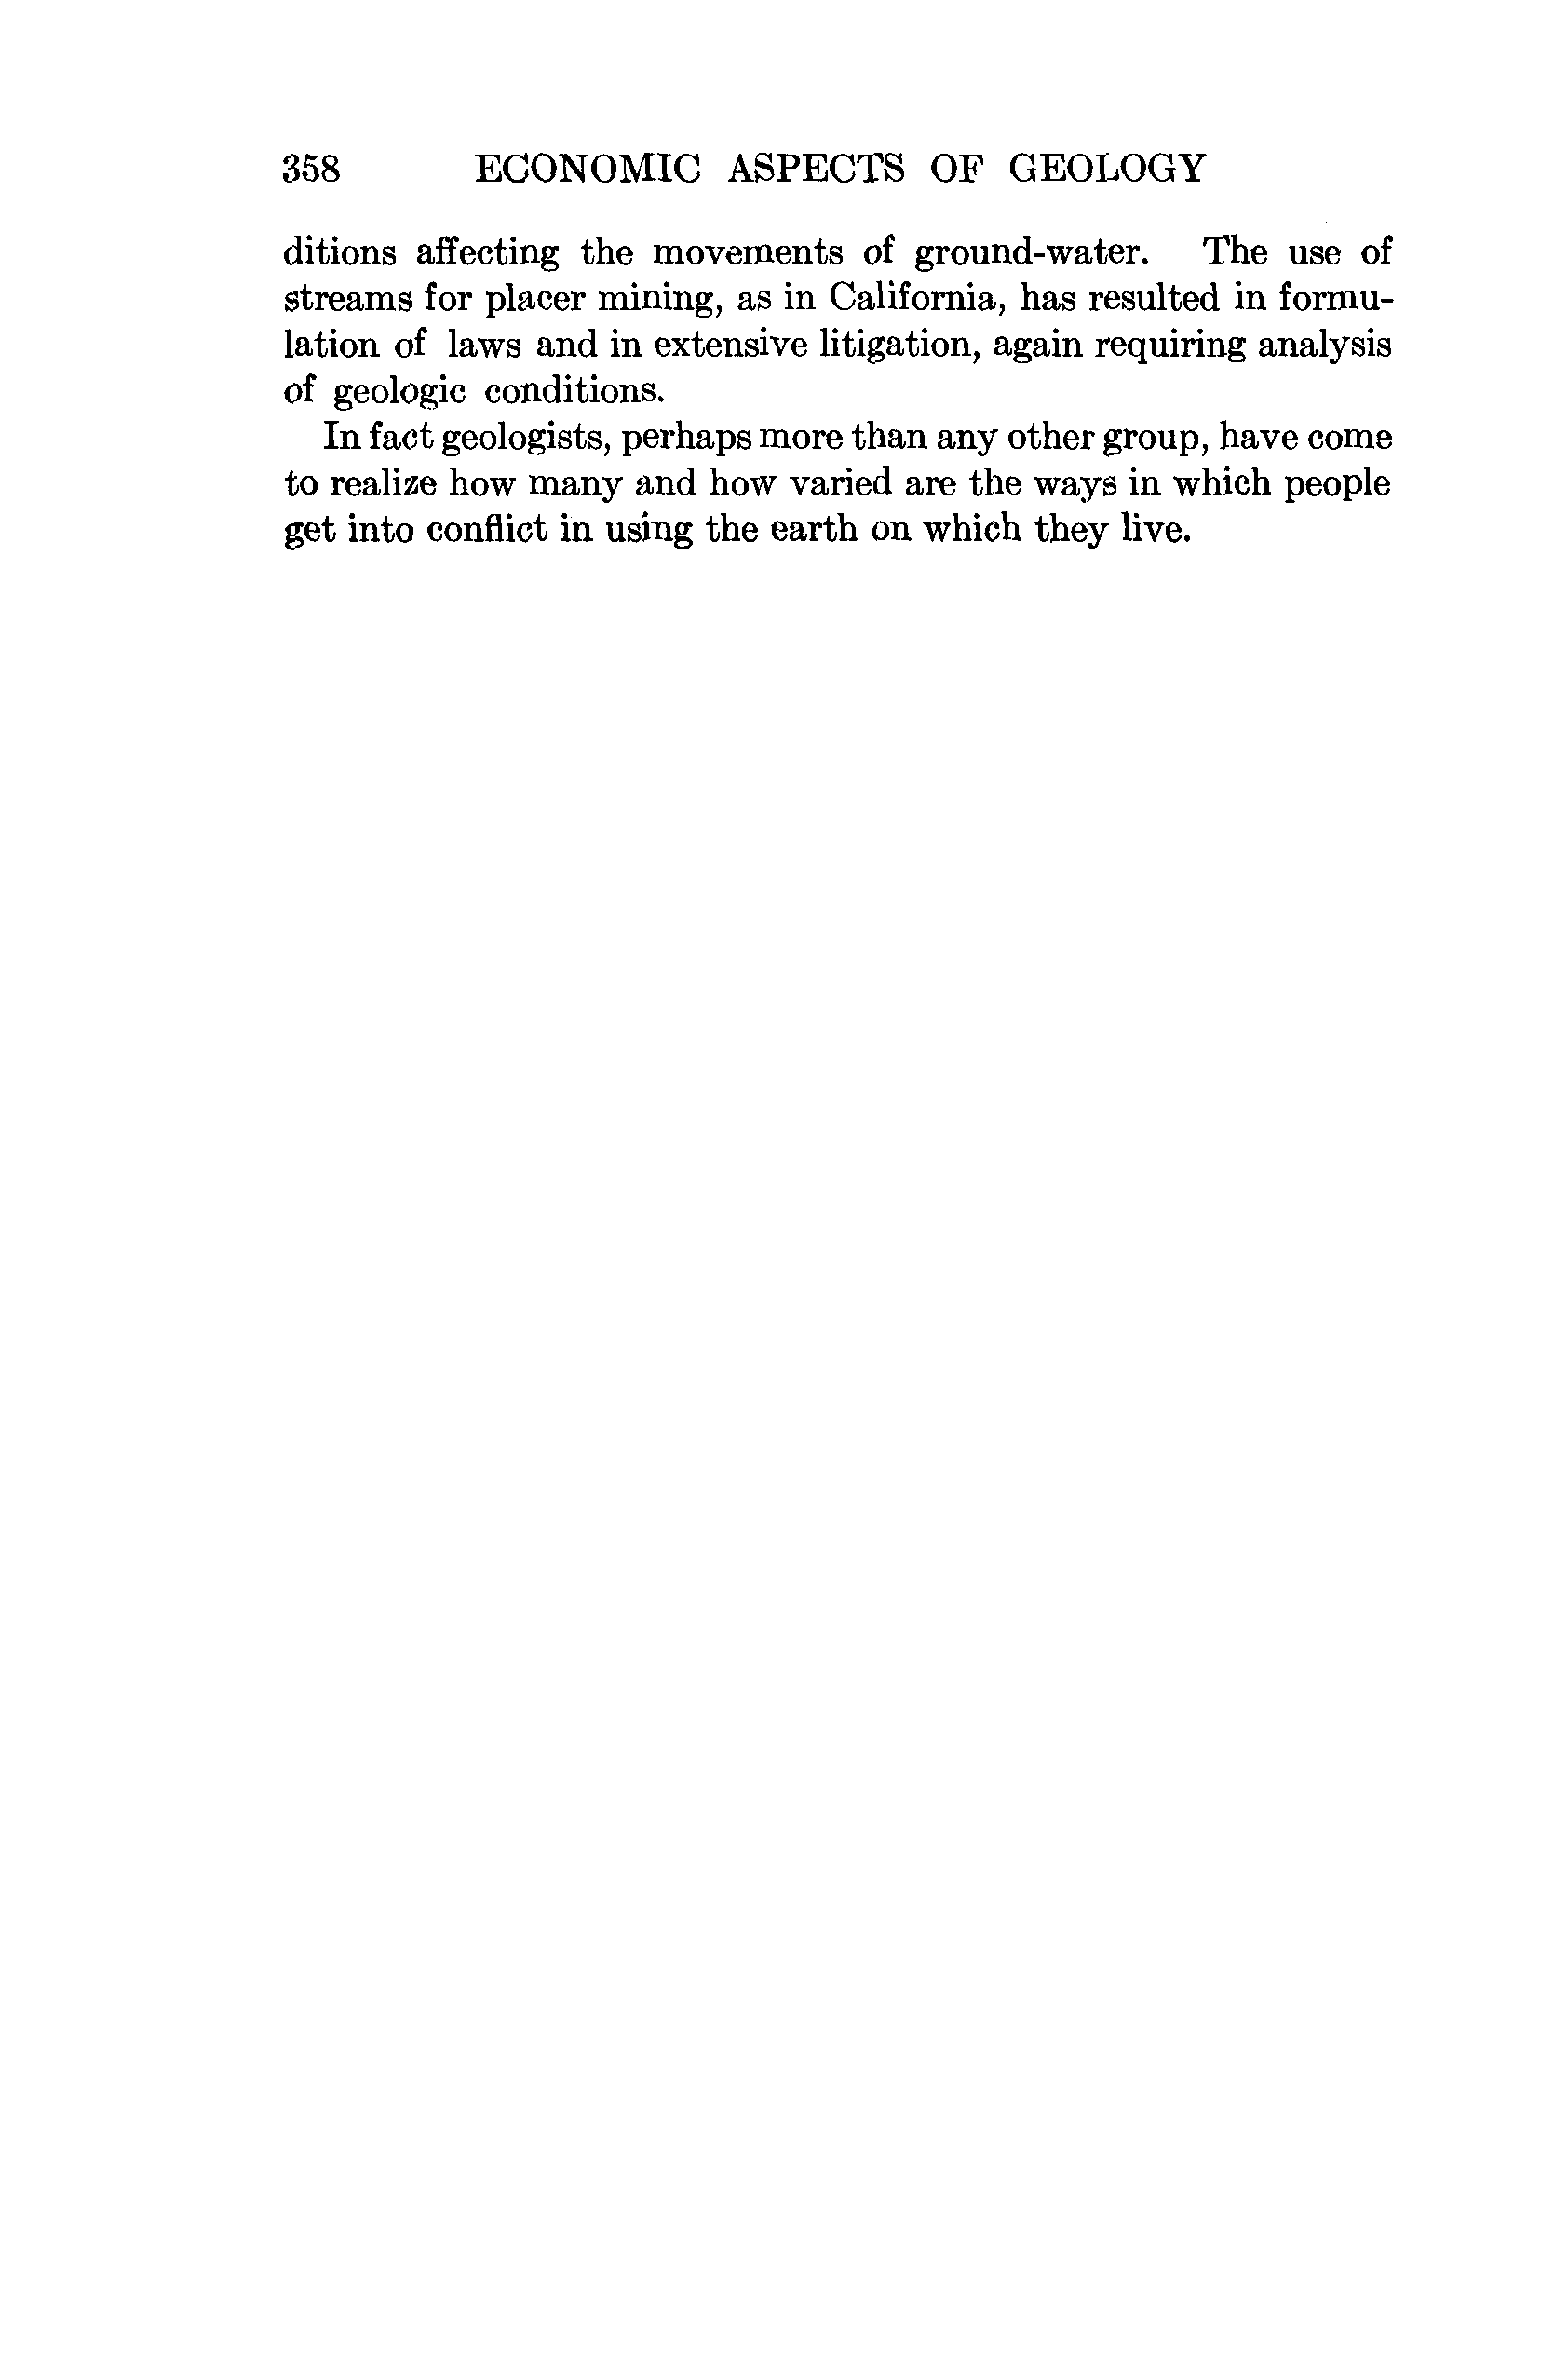 358 ECONOMIC ASPECTS OF GEOLOGY
ditions affecting the movements of ground-water. The use of
streams for placer mining, as in California, has resulted in formu-
lation of laws and in extensive litigation, again requiring analysis
of geologic conditions.
In fact geologists, perhaps more than any other group, have come
to realize how many and how varied are the ways in which people
get into conflict in using the earth on which they live.